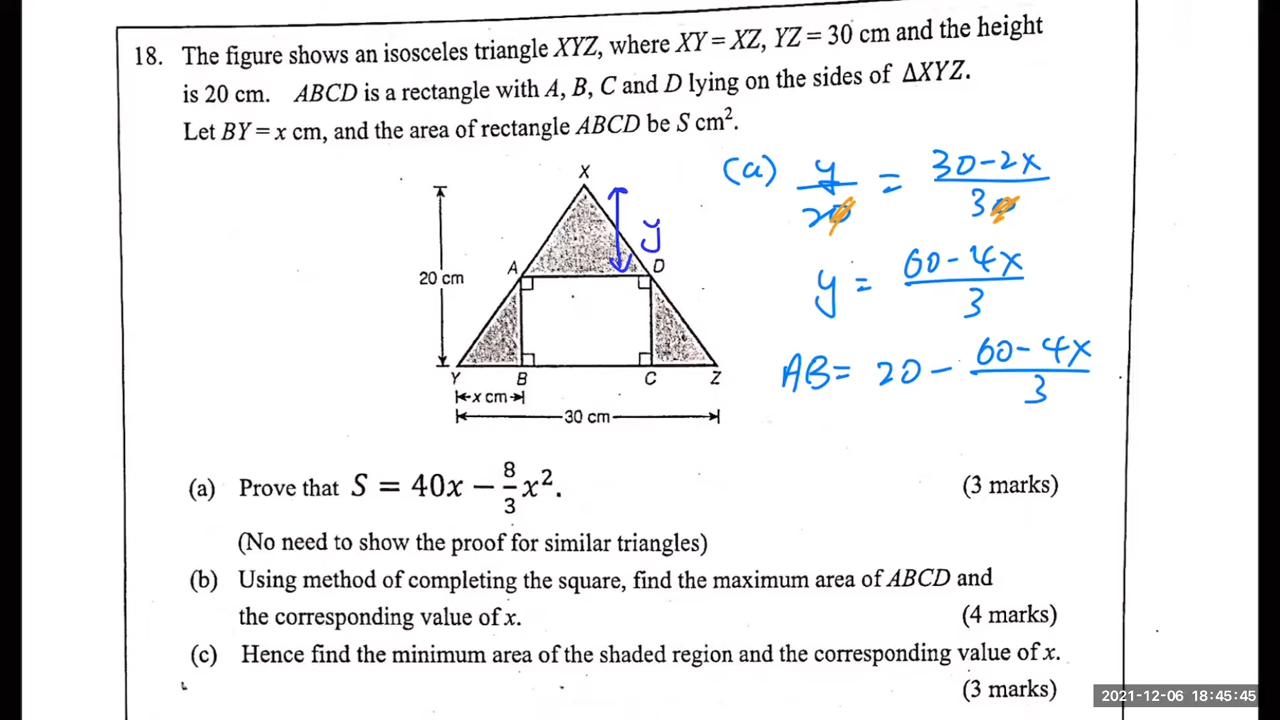 18. The figure shows an isosceles triangle XYZ, where XY = XZ, YZ = 30 cm and the height
is 20 cm. ABCD is a rectangle with A, B, C and D lying on the sides of ΔXYZ.
Let BY = x cm, and the area of rectangle ABCD be S cm².
X
(a) y/20 = (30-2x)/30
y
A
D
20 cm
y = (60-4x)/3
AB = 20 - (60-4x)/3
Y
B
C
Z
x cm
30 cm
(a) Prove that S = 40x − 8/3 x². (3 marks)
(No need to show the proof for similar triangles)
(b) Using method of completing the square, find the maximum area of ABCD and
the corresponding value of x. (4 marks)
(c) Hence find the minimum area of the shaded region and the corresponding value of x.
(3 marks)
2021-12-06 18:45:45